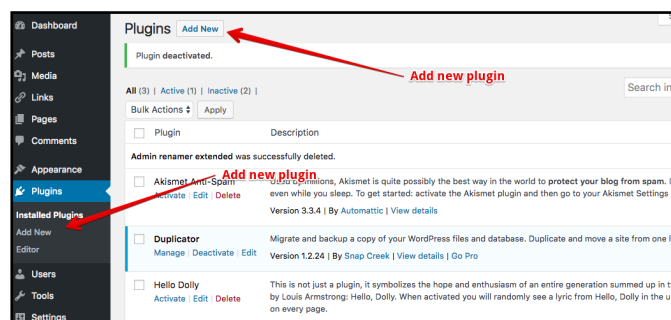 Dashboard
Posts
Media
Links
Pages
Comments
Appearance
Plugins
Installed Plugins
Add New
Editor
Users
Tools
Settings
Plugins Add New
Plugin deactivated.
Add new plugin
All (3) | Active (1) | Inactive (2) |
Search in
Bulk Actions Apply
Plugin Description
Admin renamer extended was successfully deleted.
Add new plugin
Akismet Anti-Spam
Activate | Edit | Delete
Used by millions, Akismet is quite possibly the best way in the world to protect your blog from spam.
even while you sleep. To get started: activate the Akismet plugin and then go to your Akismet Settings
Version 3.3.4 | By Automattic | View details
Duplicator
Manage | Deactivate | Edit
Migrate and backup a copy of your WordPress files and database. Duplicate and move a site from one
Version 1.2.24 | By Snap Creek | View details | Go Pro
Hello Dolly
Activate | Edit | Delete
This is not just a plugin, it symbolizes the hope and enthusiasm of an entire generation summed up in
by Louis Armstrong: Hello, Dolly. When activated you will randomly see a lyric from Hello, Dolly in the
on every page.